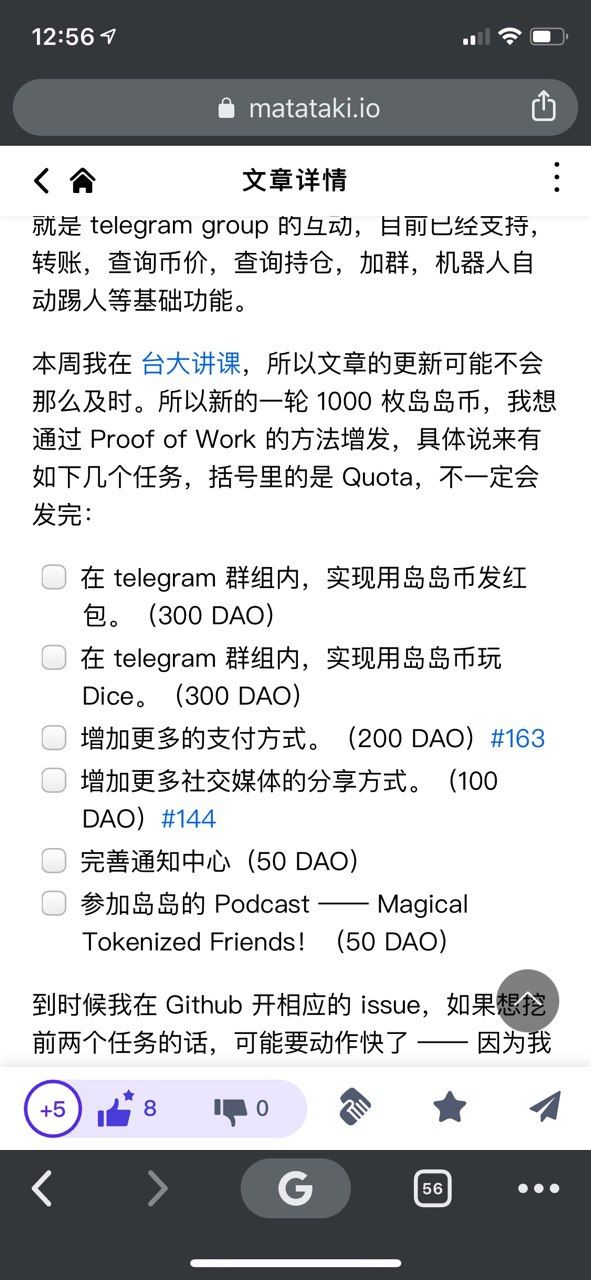 12:56
matataki.io
文章详情
就是 telegram group 的互动，目前已经支持，
转账，查询币价，查询持仓，加群，机器人自
动踢人等基础功能。
本周我在 台大讲课，所以文章的更新可能不会
那么及时。所以新的一轮 1000 枚岛岛币，我想
通过 Proof of Work 的方法增发，具体说来有
如下几个任务，括号里的是 Quota，不一定会
发完：
在 telegram 群组内，实现用岛岛币发红
包。（300 DAO）
在 telegram 群组内，实现用岛岛币玩
Dice。（300 DAO）
增加更多的支付方式。（200 DAO）#163
增加更多社交媒体的分享方式。（100
DAO）#144
完善通知中心（50 DAO）
参加岛岛的 Podcast —— Magical
Tokenized Friends！（50 DAO）
到时候我在 Github 开相应的 issue，如果想挖
前两个任务的话，可能要动作快了 —— 因为我
+5 8 0
G 56